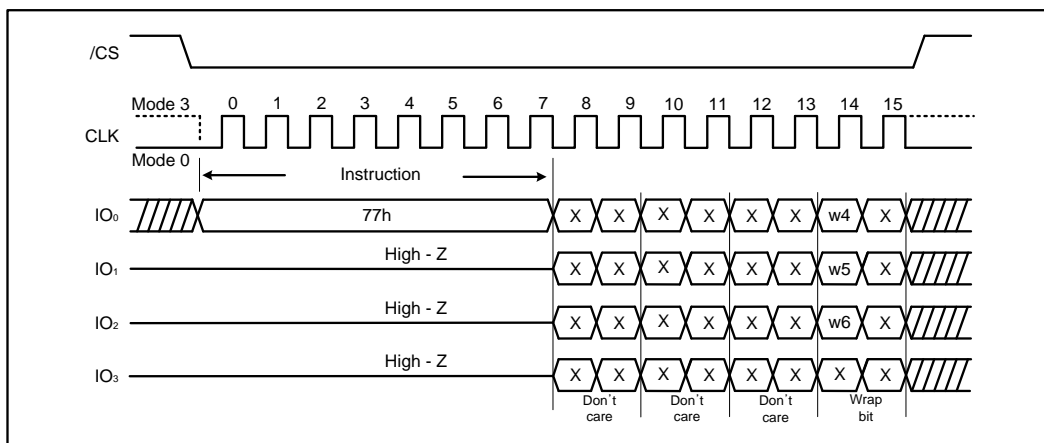 /CS
Mode 3 0 1 2 3 4 5 6 7 8 9 10 11 12 13 14 15
CLK
Mode 0
Instruction
IO₀ 77h X X X X X X w4 X
High - Z
IO₁ X X X X X X w5 X
High - Z
IO₂ X X X X X X w6 X
High - Z
IO₃ X X X X X X X X
Don't care Don't care Don't care Wrap bit